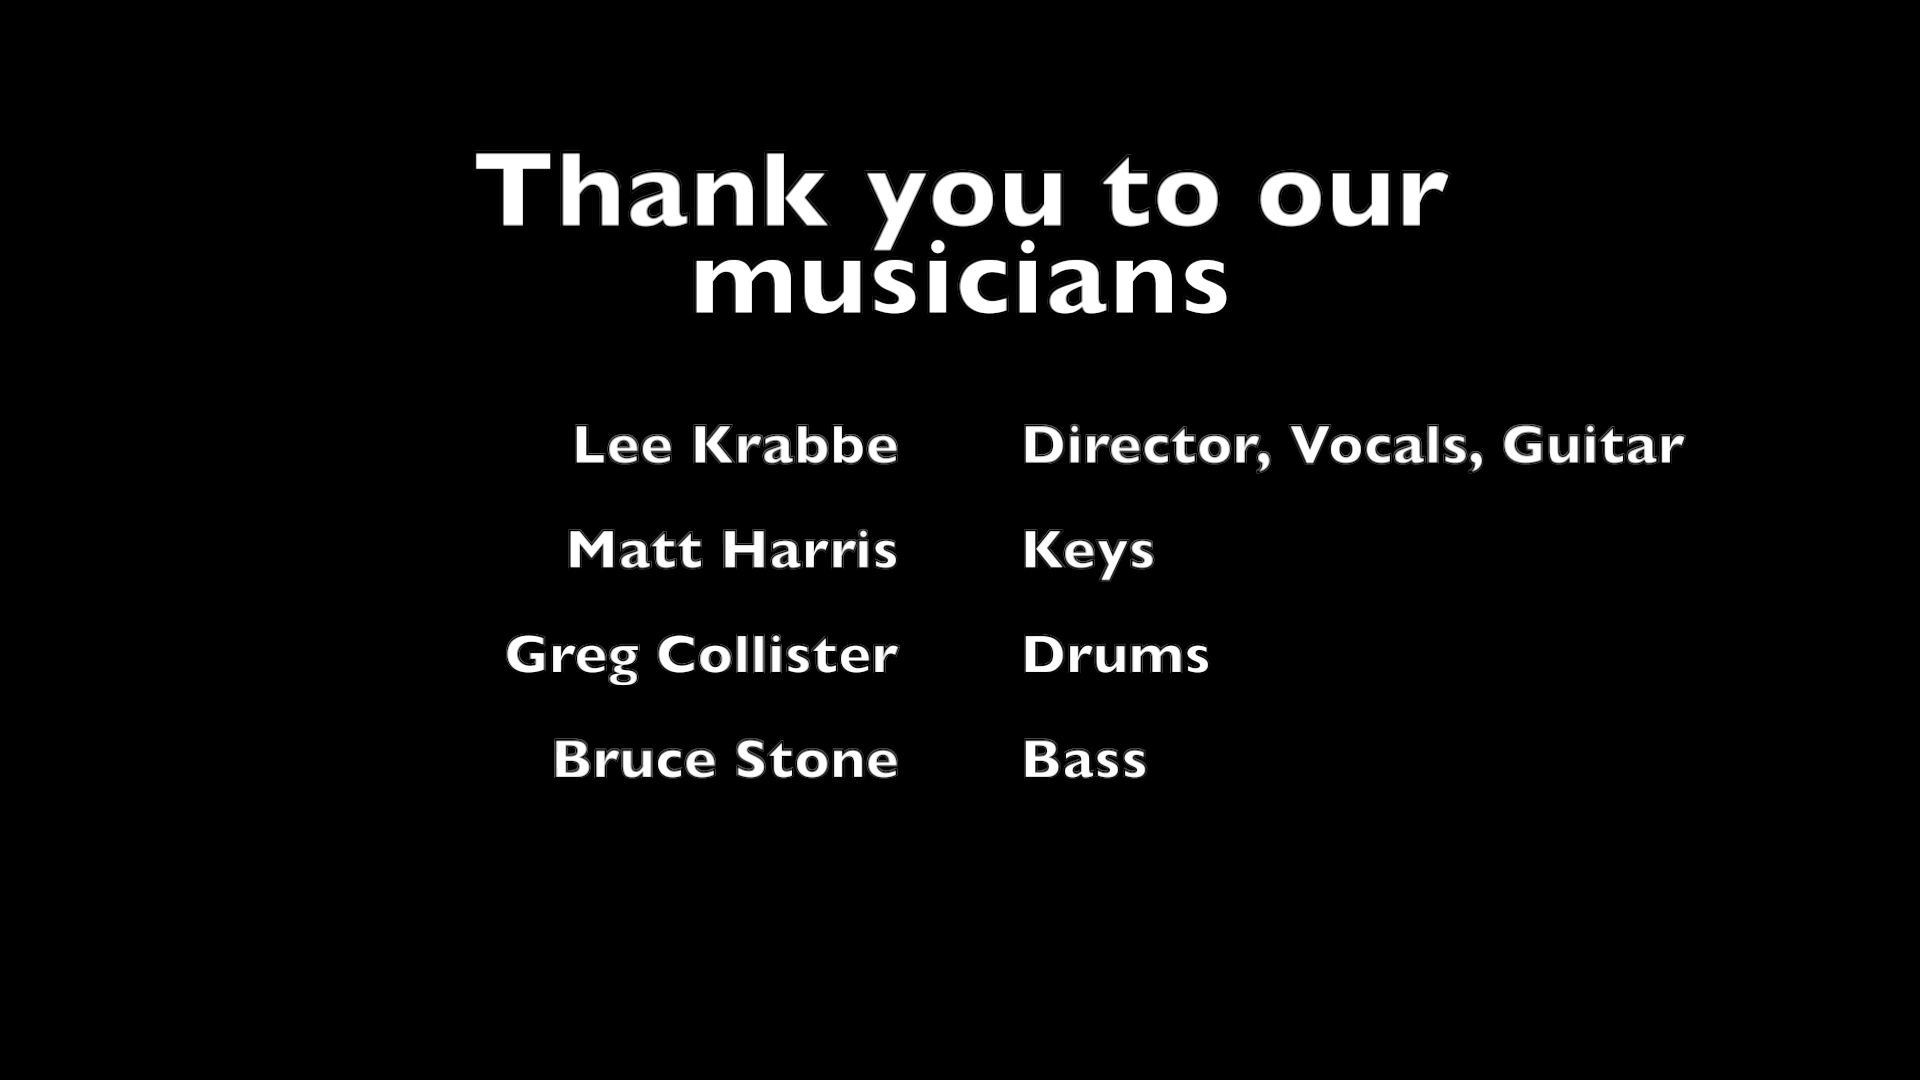 Thank you to our
musicians
Lee Krabbe Director, Vocals, Guitar
Matt Harris Keys
Greg Collister Drums
Bruce Stone Bass